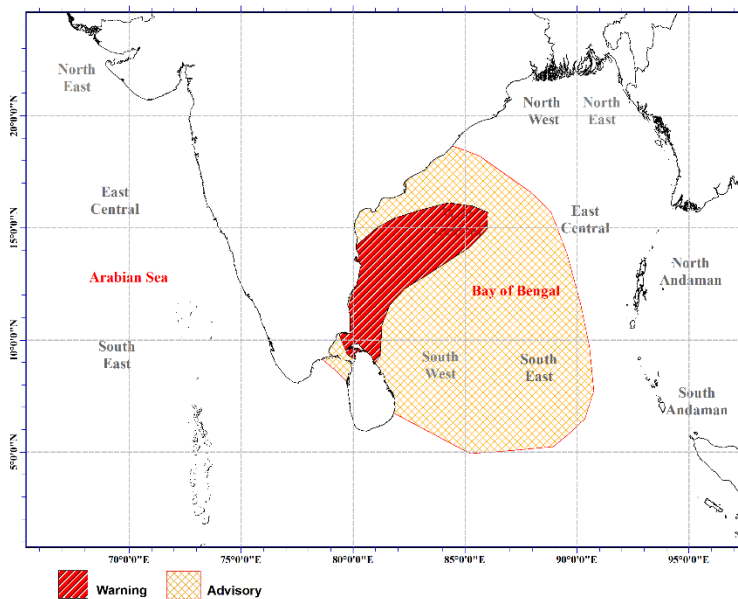 North
East
North
West
North
East
20°0'0"N
East
Central
East
Central
15°0'0"N
Arabian Sea
Bay of Bengal
North
Andaman
10°0'0"N
South
East
South
West
South
East
South
Andaman
5°0'0"N
70°0'0"E
75°0'0"E
80°0'0"E
85°0'0"E
90°0'0"E
95°0'0"E
Warning
Advisory